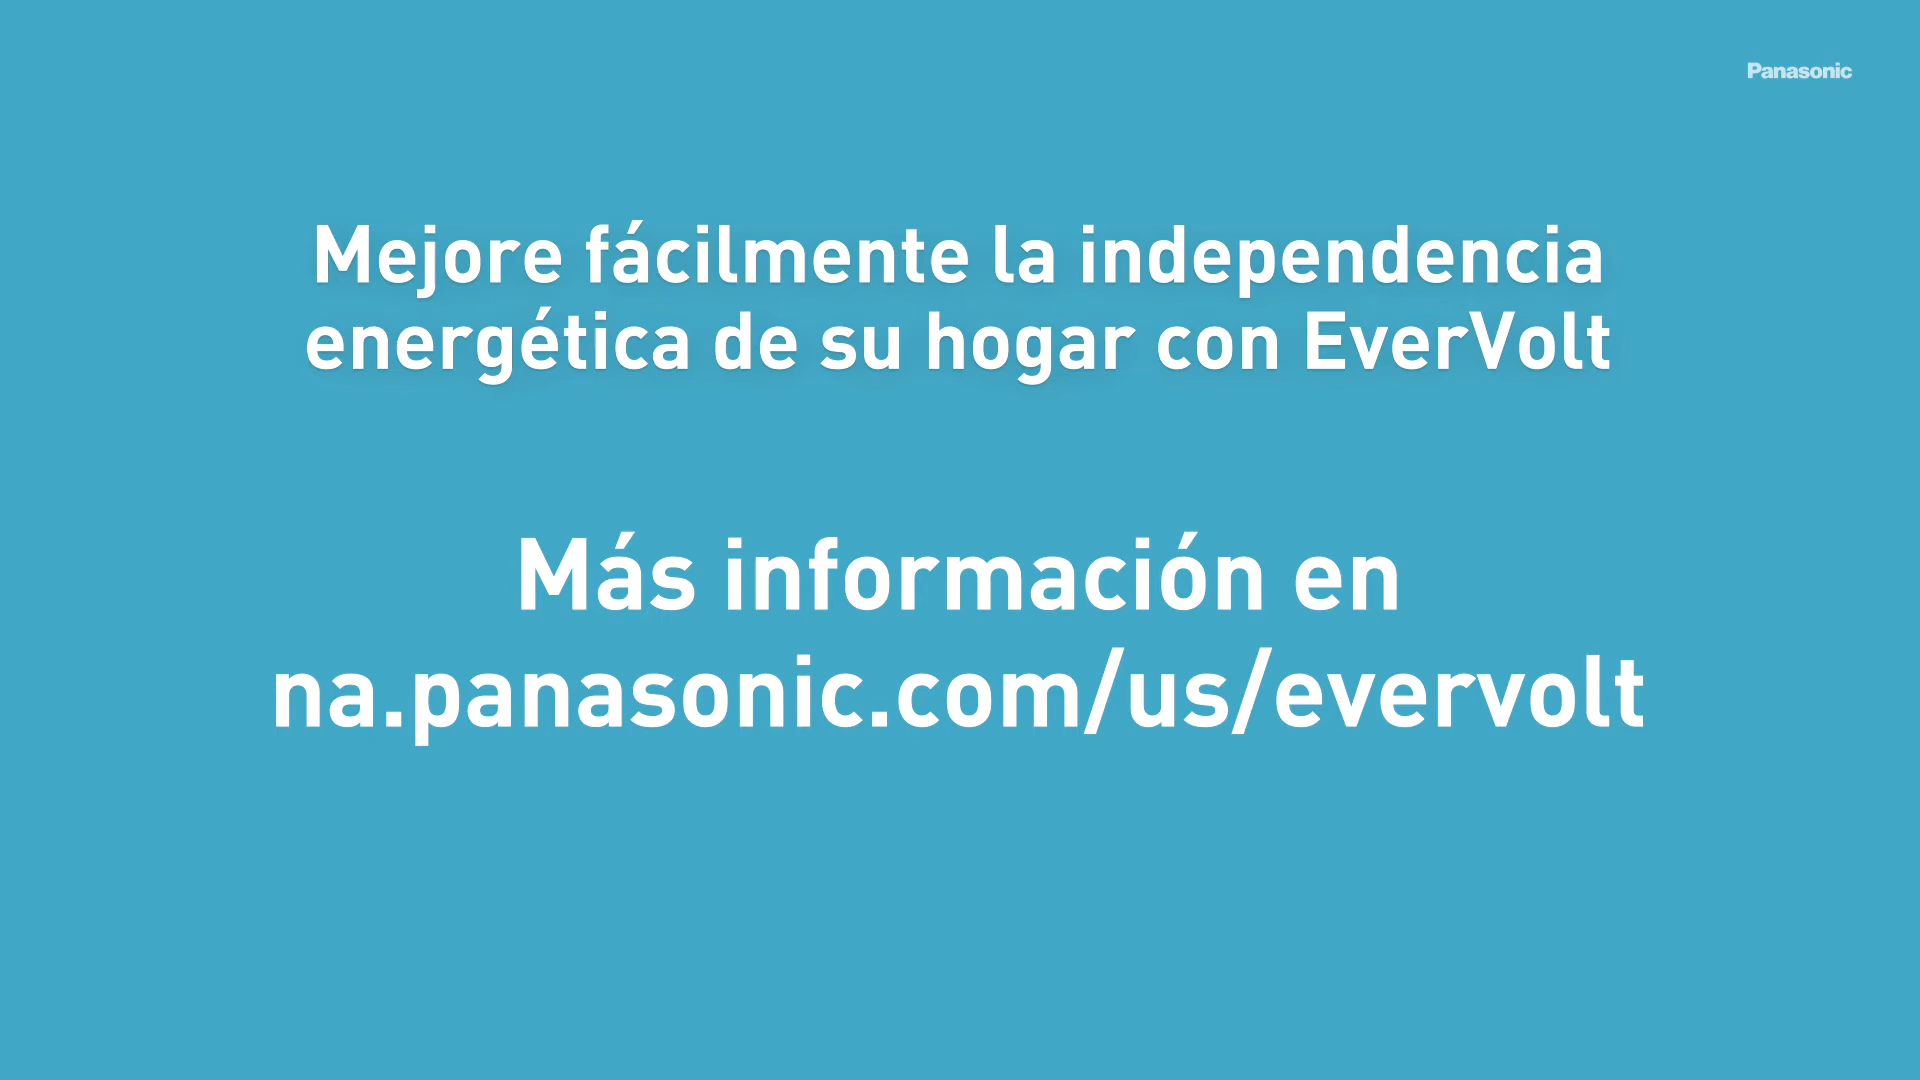 Panasonic
Mejore fácilmente la independencia
energética de su hogar con EverVolt
Más información en
na.panasonic.com/us/evervolt